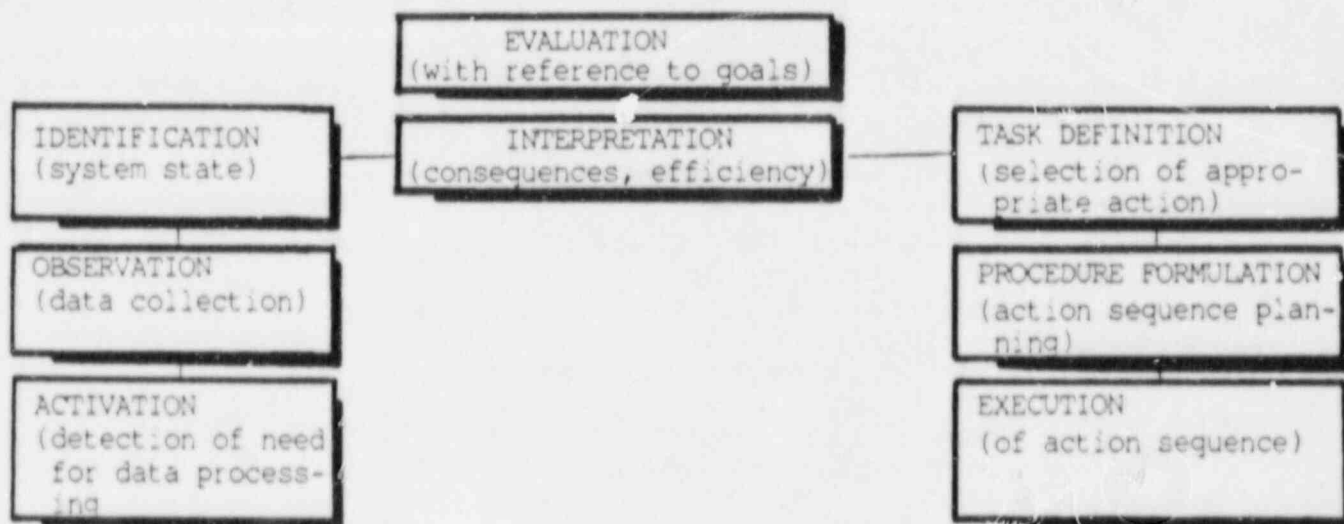 EVALUATION
(with reference to goals)
IDENTIFICATION
(system state)
INTERPRETATION
(consequences, efficiency)
TASK DEFINITION
(selection of appro-
priate action)
OBSERVATION
(data collection)
PROCEDURE FORMULATION
(action sequence plan-
ning)
ACTIVATION
(detection of need
for data process-
ing
EXECUTION
(of action sequence)